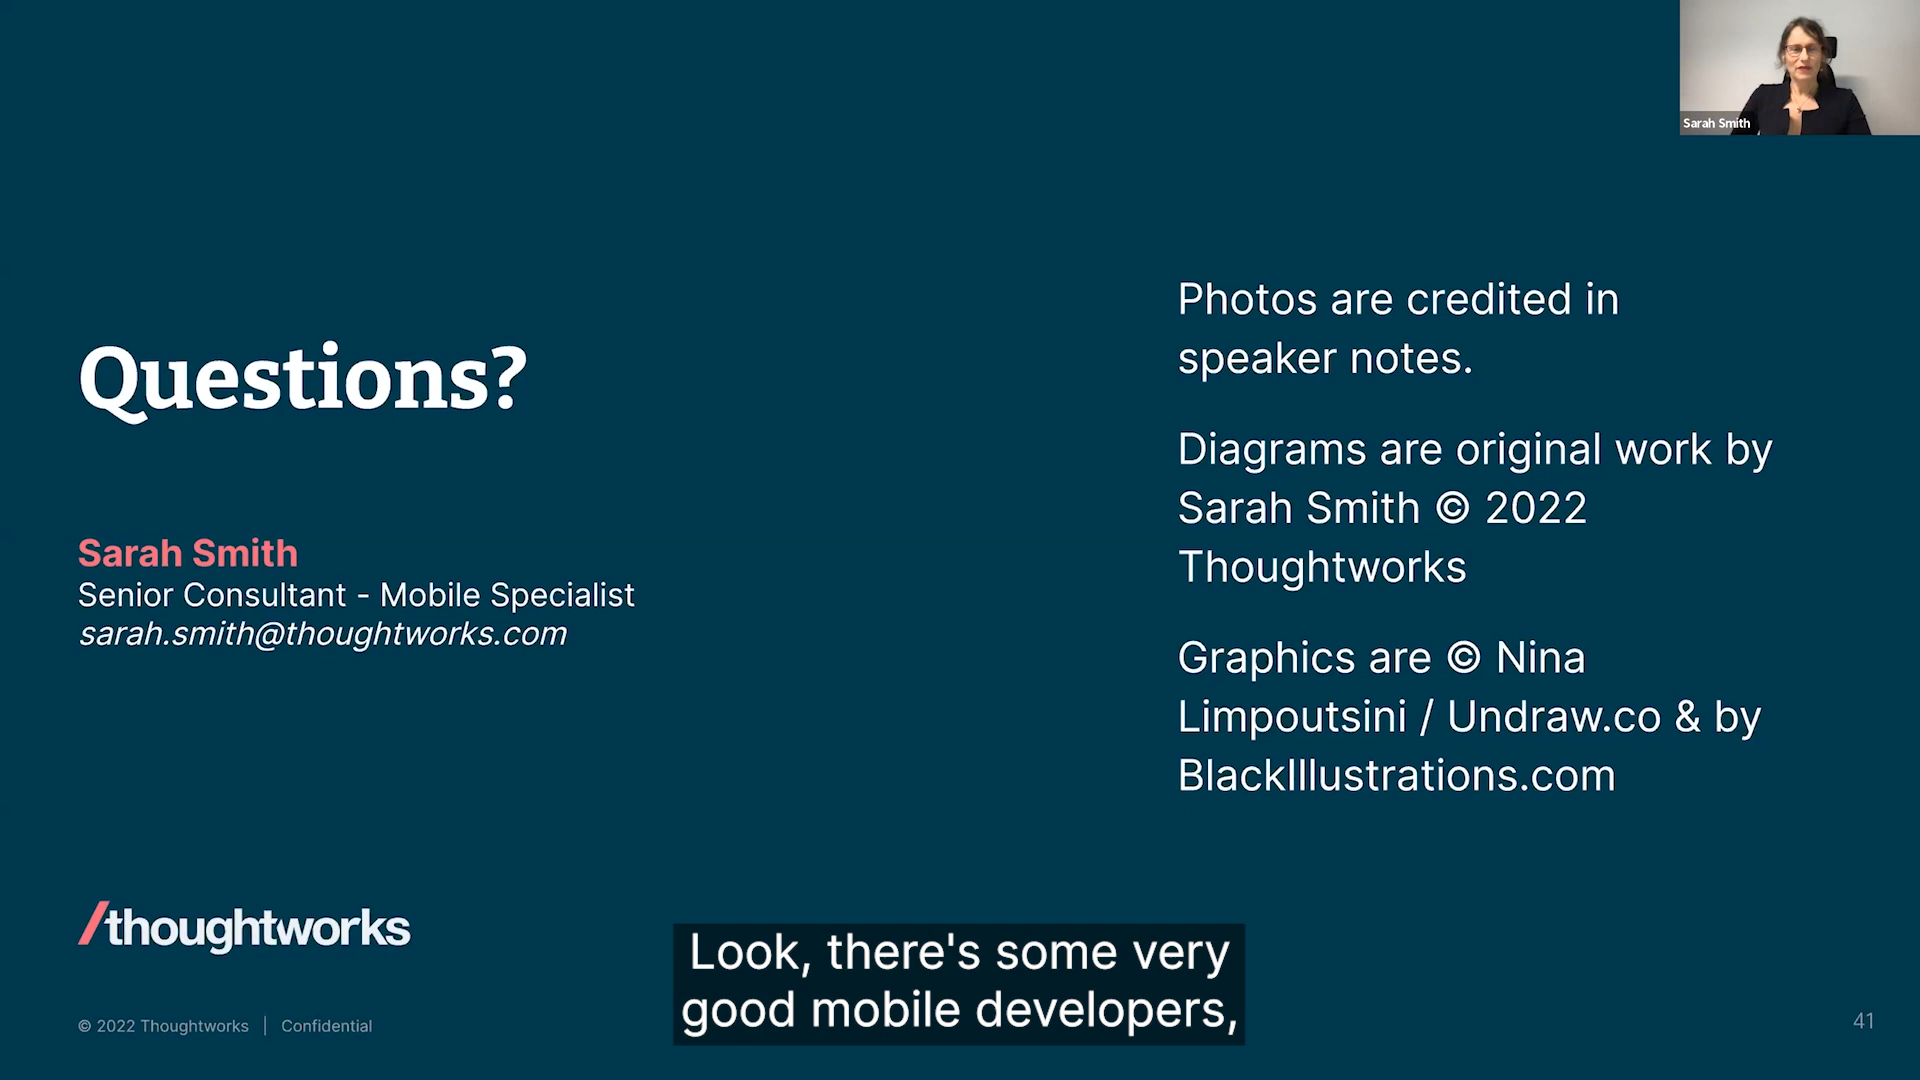 Sarah Smith
Questions?
Sarah Smith
Senior Consultant - Mobile Specialist
sarah.smith@thoughtworks.com
Photos are credited in
speaker notes.
Diagrams are original work by
Sarah Smith © 2022
Thoughtworks
Graphics are © Nina
Limpoutsini / Undraw.co & by
BlackIllustrations.com
/thoughtworks
© 2022 Thoughtworks | Confidential
Look, there's some very
good mobile developers,
41